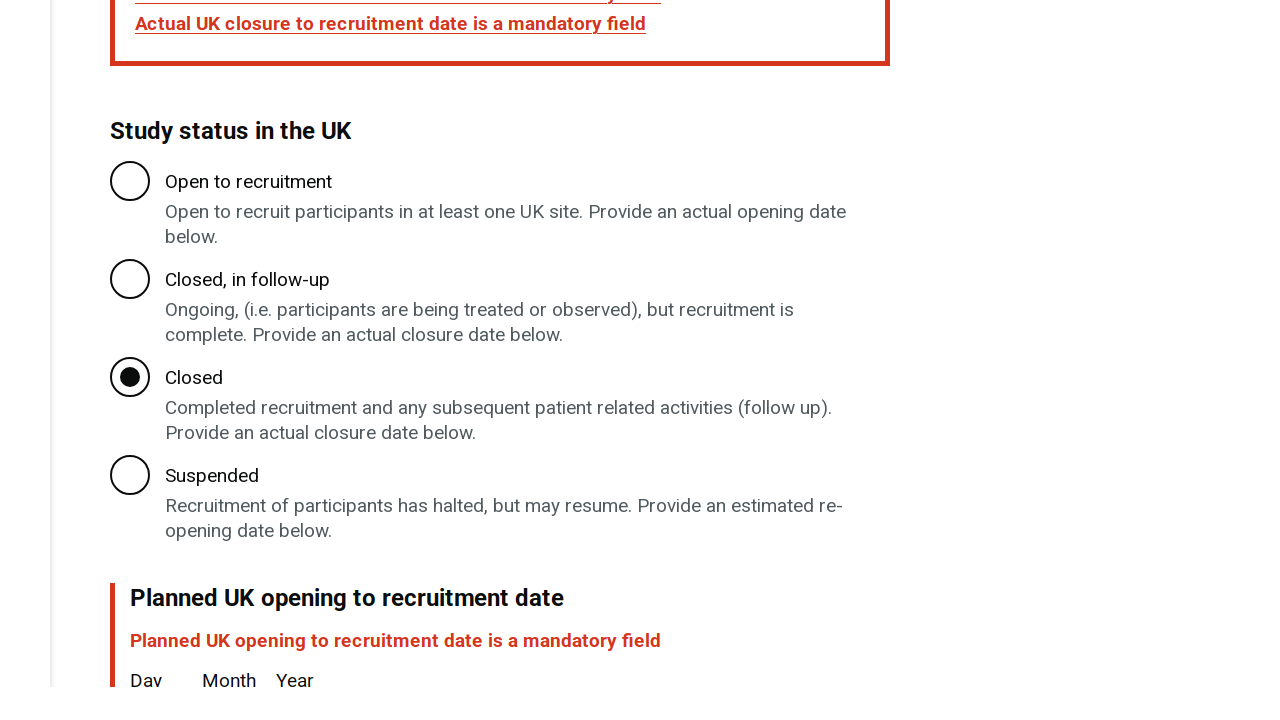 Actual UK closure to recruitment date is a mandatory field
Study status in the UK
Open to recruitment
Open to recruit participants in at least one UK site. Provide an actual opening date
below.
Closed, in follow-up
Ongoing, (i.e. participants are being treated or observed), but recruitment is
complete. Provide an actual closure date below.
Closed
Completed recruitment and any subsequent patient related activities (follow up).
Provide an actual closure date below.
Suspended
Recruitment of participants has halted, but may resume. Provide an estimated re-
opening date below.
Planned UK opening to recruitment date
Planned UK opening to recruitment date is a mandatory field
Day Month Year